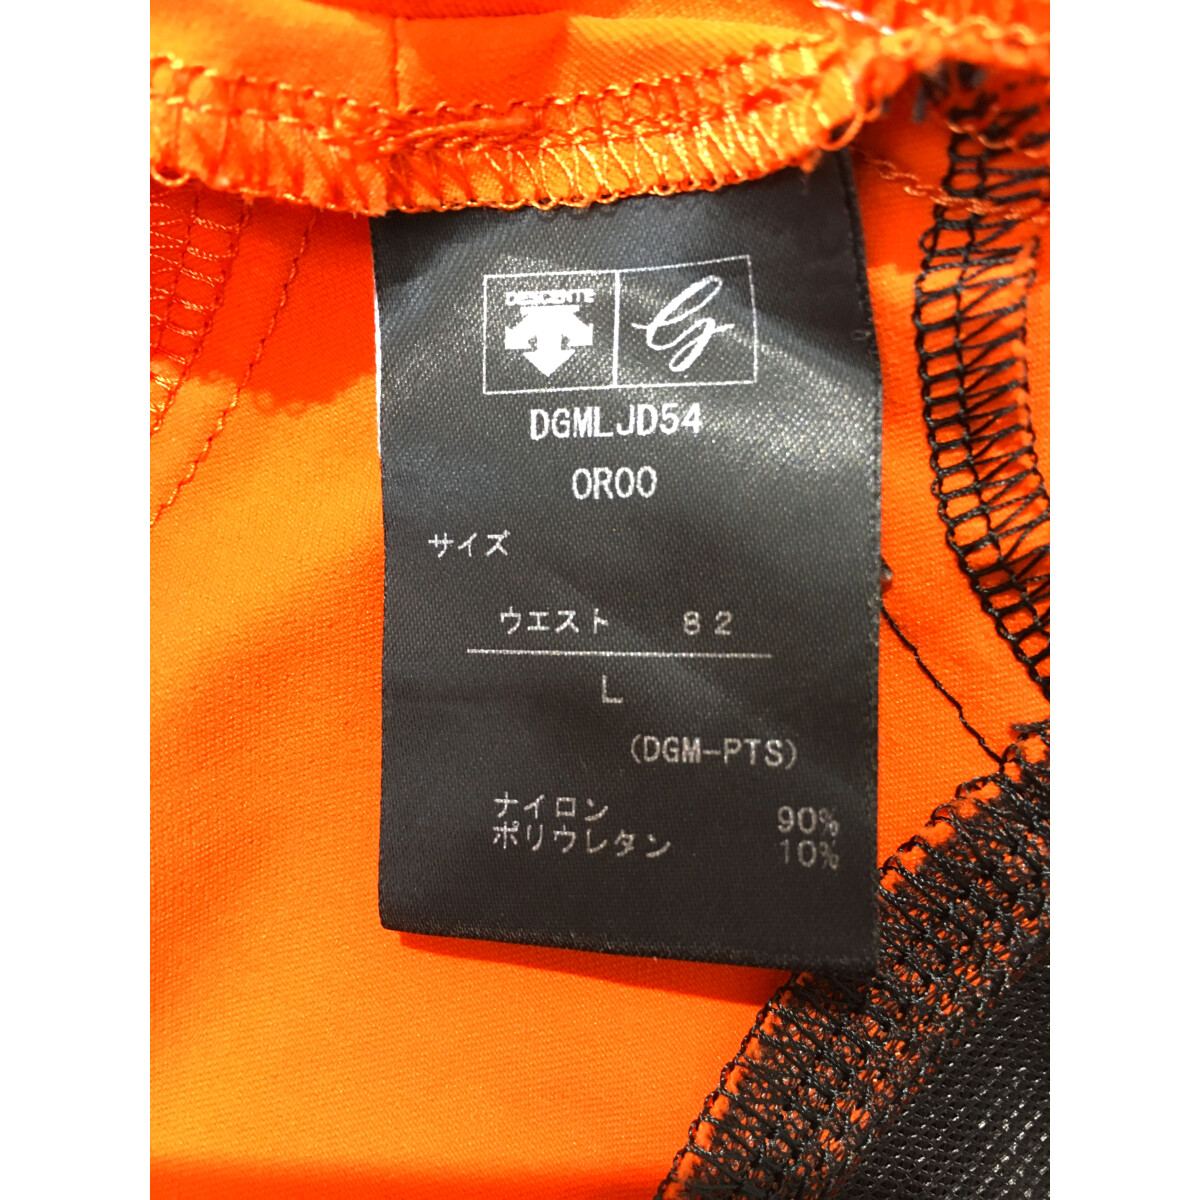 DESCENTE
DGMLJD54
OR00
サイズ
ウエスト 82
L
(DGM-PTS)
ナイロン 90%
ポリウレタン 10%